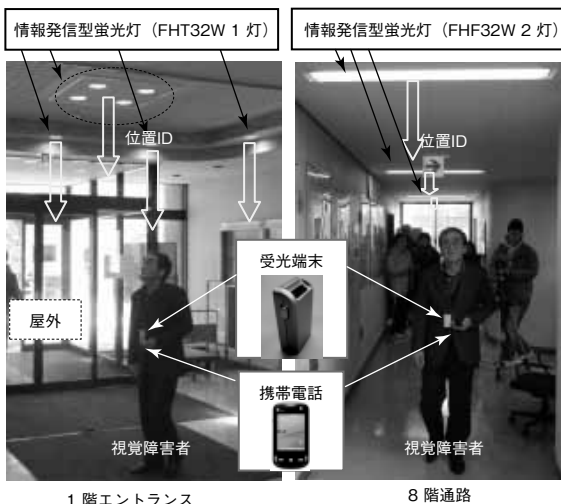 情報発信型蛍光灯（FHT32W 1 灯）
情報発信型蛍光灯（FHF32W 2 灯）
位置ID
位置ID
受光端末
屋外
携帯電話
視覚障害者
視覚障害者
1 階エントランス
8 階通路